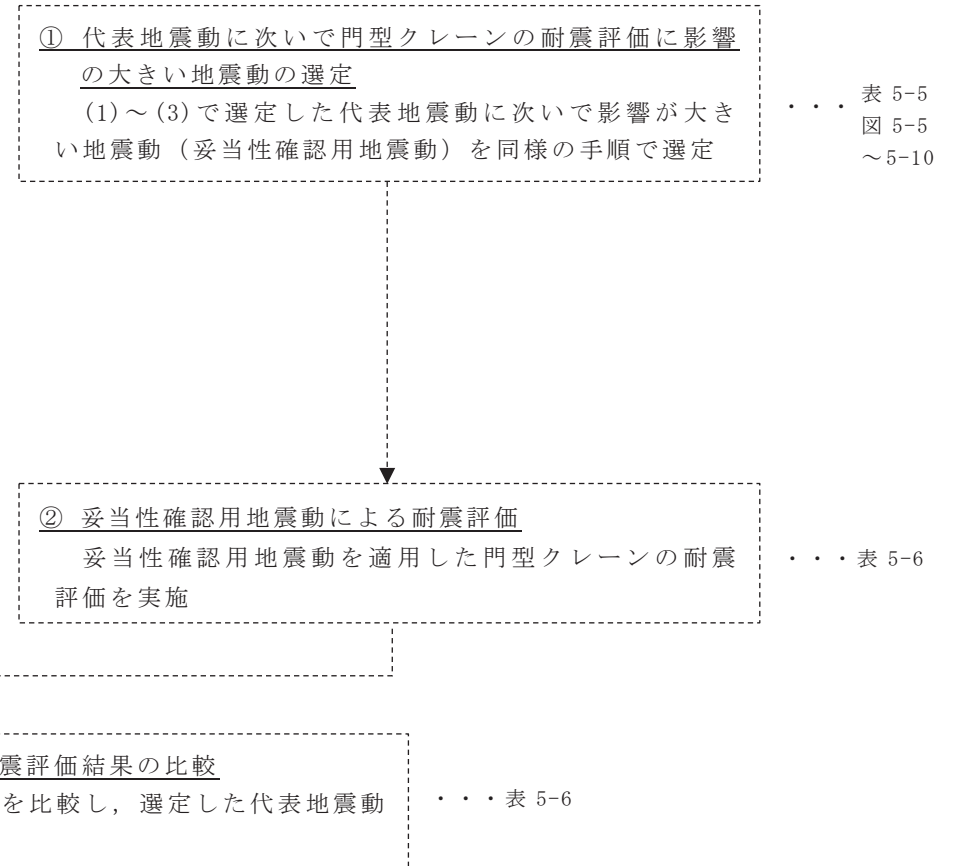 ① 代表地震動に次いで門型クレーンの耐震評価に影響
の大きい地震動の選定
(1)～(3)で選定した代表地震動に次いで影響が大き
い地震動（妥当性確認用地震動）を同様の手順で選定
・・・ 表 5-5
図 5-5
～5-10
② 妥当性確認用地震動による耐震評価
妥当性確認用地震動を適用した門型クレーンの耐震
評価を実施
・・・表 5-6
震評価結果の比較
を比較し，選定した代表地震動
・・・表 5-6